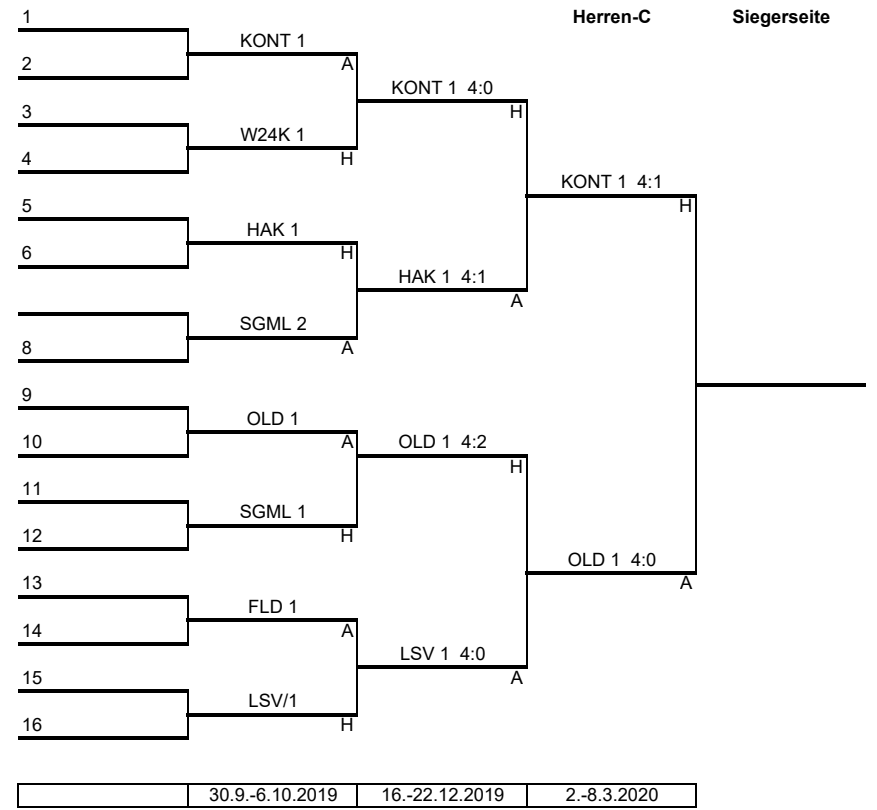 1
Herren-C Siegerseite
KONT 1
2
A
KONT 1 4:0
3
H
W24K 1
4
H
KONT 1 4:1
5
H
HAK 1
6
H
HAK 1 4:1
A
SGML 2
8
A
9
OLD 1
10
A
OLD 1 4:2
H
11
SGML 1
12
H
OLD 1 4:0
13
A
FLD 1
14
A
LSV 1 4:0
15
A
LSV/1
16
H
30.9.-6.10.2019 16.-22.12.2019 2.-8.3.2020